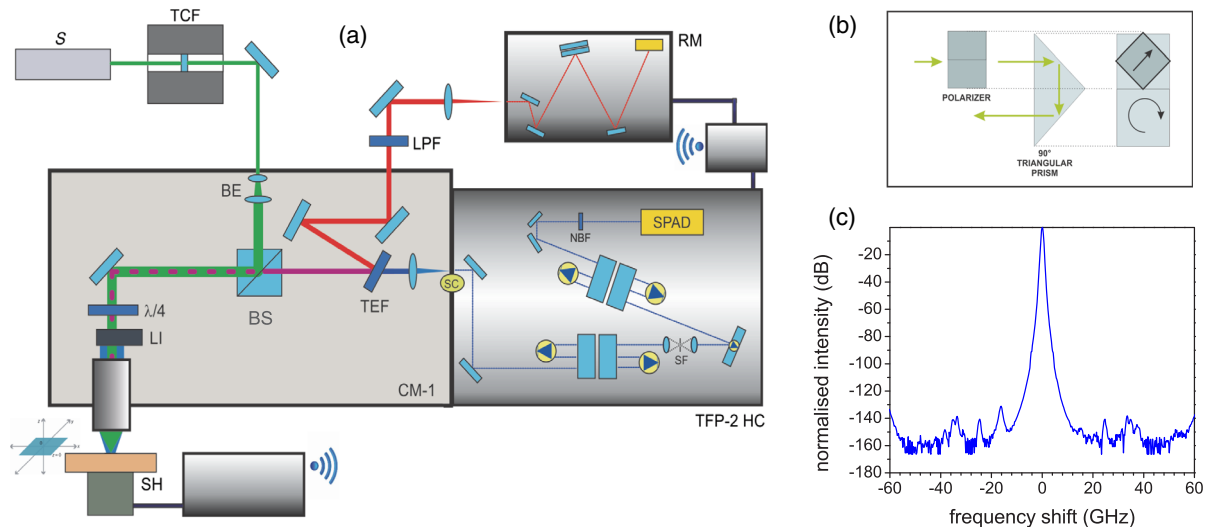 (a)
S
TCF
RM
LPF
BE
BS
TEF
λ/4
LI
CM-1
SC
NBF
SPAD
SF
TFP-2 HC
SH
(b)
POLARIZER
90°
TRIANGULAR
PRISM
(c)
normalised intensity (dB)
-20
-40
-60
-80
-100
-120
-140
-160
-180
-60 -40 -20 0 20 40 60
frequency shift (GHz)